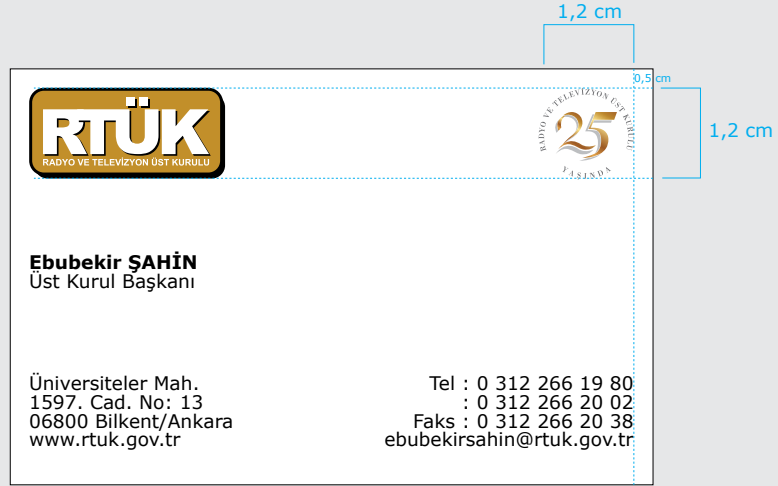 1,2 cm
0,5 cm
1,2 cm
RTÜK
RADYO VE TELEVİZYON ÜST KURULU
RADYO VE TELEVİZYON ÜST KURULU
25
YAŞINDA
Ebubekir ŞAHİN
Üst Kurul Başkanı
Üniversiteler Mah.
1597. Cad. No: 13
06800 Bilkent/Ankara
www.rtuk.gov.tr
Tel : 0 312 266 19 80
: 0 312 266 20 02
Faks : 0 312 266 20 38
ebubekirsahin@rtuk.gov.tr